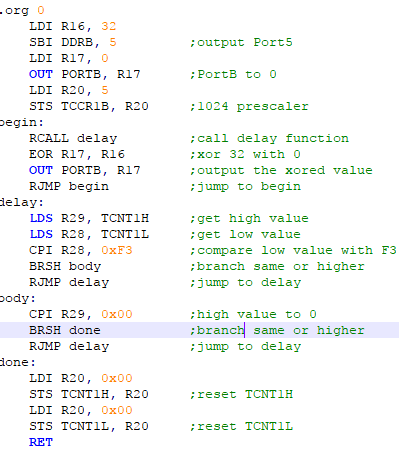 .org 0
LDI R16, 32
SBI DDRB, 5 ;output Port5
LDI R17, 0
OUT PORTB, R17 ;PortB to 0
LDI R20, 5
STS TCCR1B, R20 ;1024 prescaler
begin:
RCALL delay ;call delay function
EOR R17, R16 ;xor 32 with 0
OUT PORTB, R17 ;output the xored value
RJMP begin ;jump to begin
delay:
LDS R29, TCNT1H ;get high value
LDS R28, TCNT1L ;get low value
CPI R28, 0xF3 ;compare low value with F3
BRSH body ;branch same or higher
RJMP delay ;jump to delay
body:
CPI R29, 0x00 ;high value to 0
BRSH done ;branch same or higher
RJMP delay ;jump to delay
done:
LDI R20, 0x00
STS TCNT1H, R20 ;reset TCNT1H
LDI R20, 0x00
STS TCNT1L, R20 ;reset TCNT1L
RET